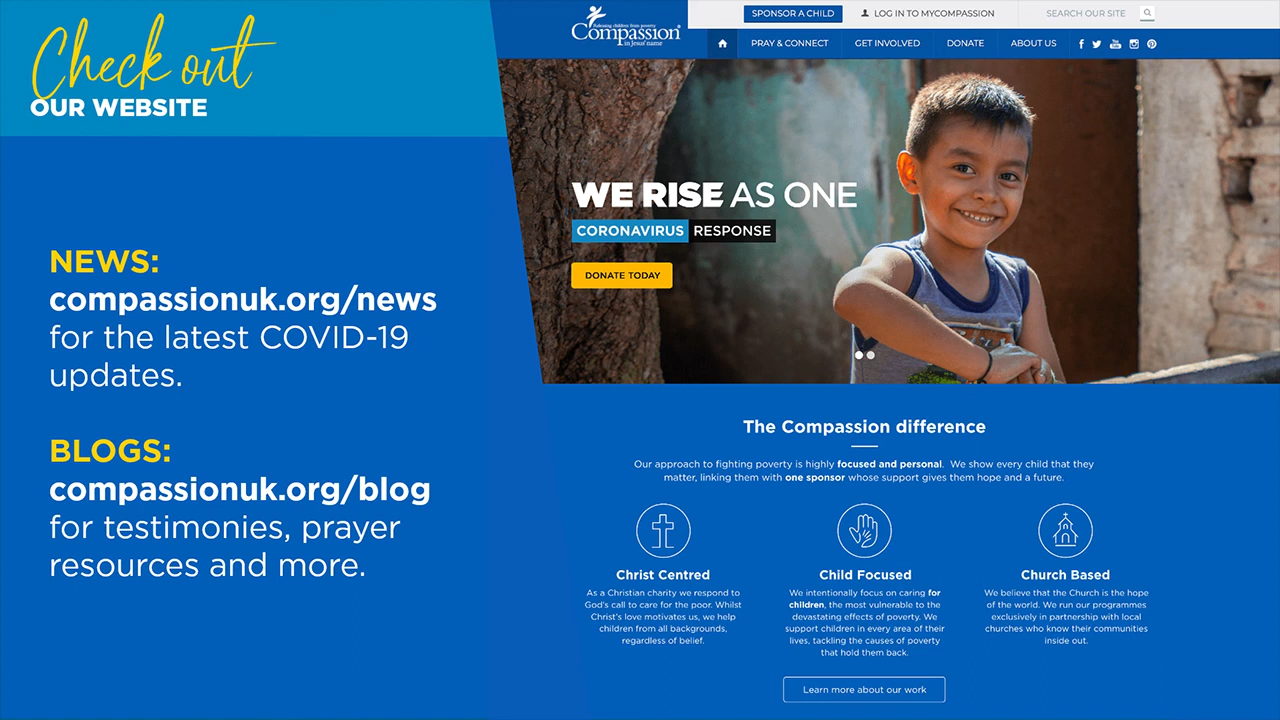 Check out
OUR WEBSITE
NEWS:
compassionuk.org/news
for the latest COVID-19
updates.
BLOGS:
compassionuk.org/blog
for testimonies, prayer
resources and more.
Releasing children from poverty
Compassion®
in Jesus' name
SPONSOR A CHILD
LOG IN TO MYCOMPASSION
SEARCH OUR SITE
PRAY & CONNECT
GET INVOLVED
DONATE
ABOUT US
WE RISE AS ONE
CORONAVIRUS RESPONSE
DONATE TODAY
The Compassion difference
Our approach to fighting poverty is highly focused and personal. We show every child that they
matter, linking them with one sponsor whose support gives them hope and a future.
Christ Centred
As a Christian charity we respond to
God's call to care for the poor. Whilst
Christ's love motivates us, we help
children from all backgrounds,
regardless of belief.
Child Focused
We intentionally focus on caring for
children, the most vulnerable to the
devastating effects of poverty. We
support children in every area of their
lives, tackling the causes of poverty
that hold them back.
Church Based
We believe that the Church is the hope
of the world. We run our programmes
exclusively in partnership with local
churches who know their communities
inside out.
Learn more about our work